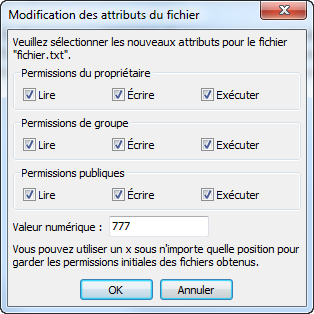 Modification des attributs du fichier
Veuillez sélectionner les nouveaux attributs pour le fichier
"fichier.txt".
Permissions du propriétaire
Lire Écrire Exécuter
Permissions de groupe
Lire Écrire Exécuter
Permissions publiques
Lire Écrire Exécuter
Valeur numérique : 777
Vous pouvez utiliser un x sous n'importe quelle position pour
garder les permissions initiales des fichiers obtenus.
OK Annuler